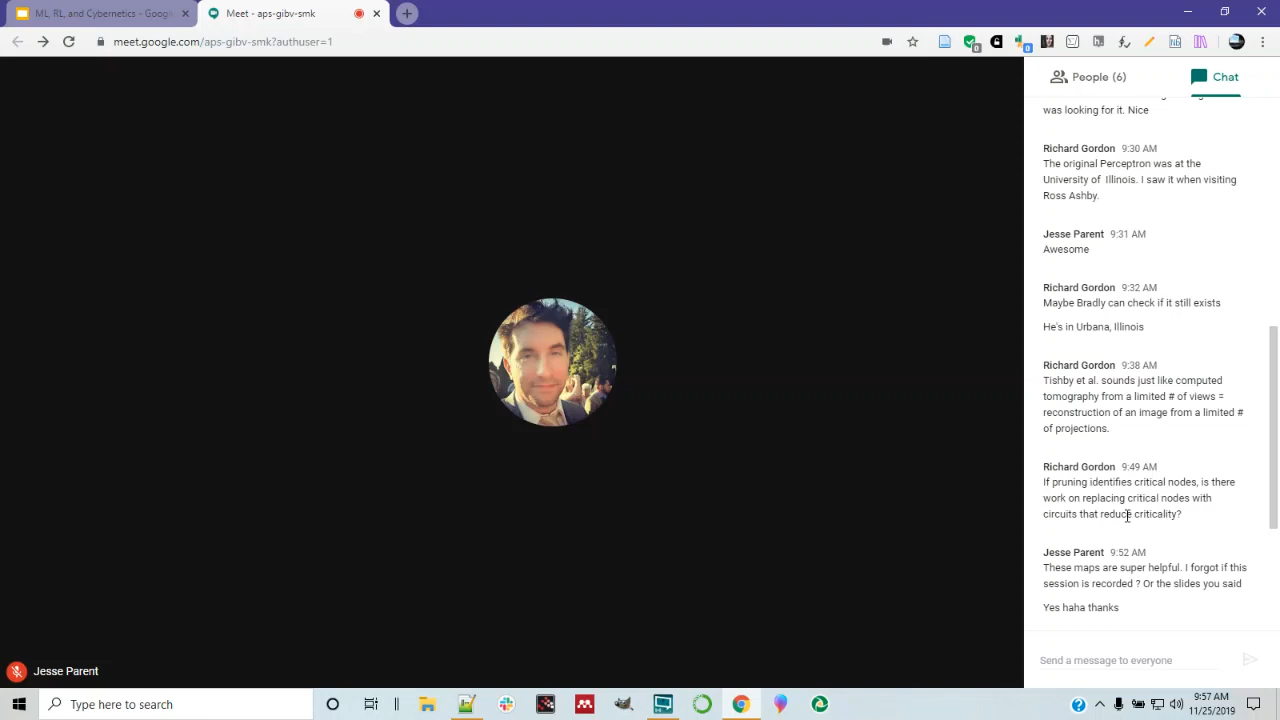 ML, RL and Cybernetics - Goog
Meet - aps-gibv-smk
meet.google.com/aps-gibv-smk?authuser=1
People (6)
Chat
was looking for it. Nice
Richard Gordon 9:30 AM
The original Perceptron was at the
University of Illinois. I saw it when visiting
Ross Ashby.
Jesse Parent 9:31 AM
Awesome
Richard Gordon 9:32 AM
Maybe Bradly can check if it still exists
He's in Urbana, Illinois
Richard Gordon 9:38 AM
Tishby et al. sounds just like computed
tomography from a limited # of views =
reconstruction of an image from a limited #
of projections.
Richard Gordon 9:49 AM
If pruning identifies critical nodes, is there
work on replacing critical nodes with
circuits that reduce criticality?
Jesse Parent 9:52 AM
These maps are super helpful. I forgot if this
session is recorded ? Or the slides you said
Yes haha thanks
Send a message to everyone
Jesse Parent
Type here to search
9:57 AM
11/25/2019